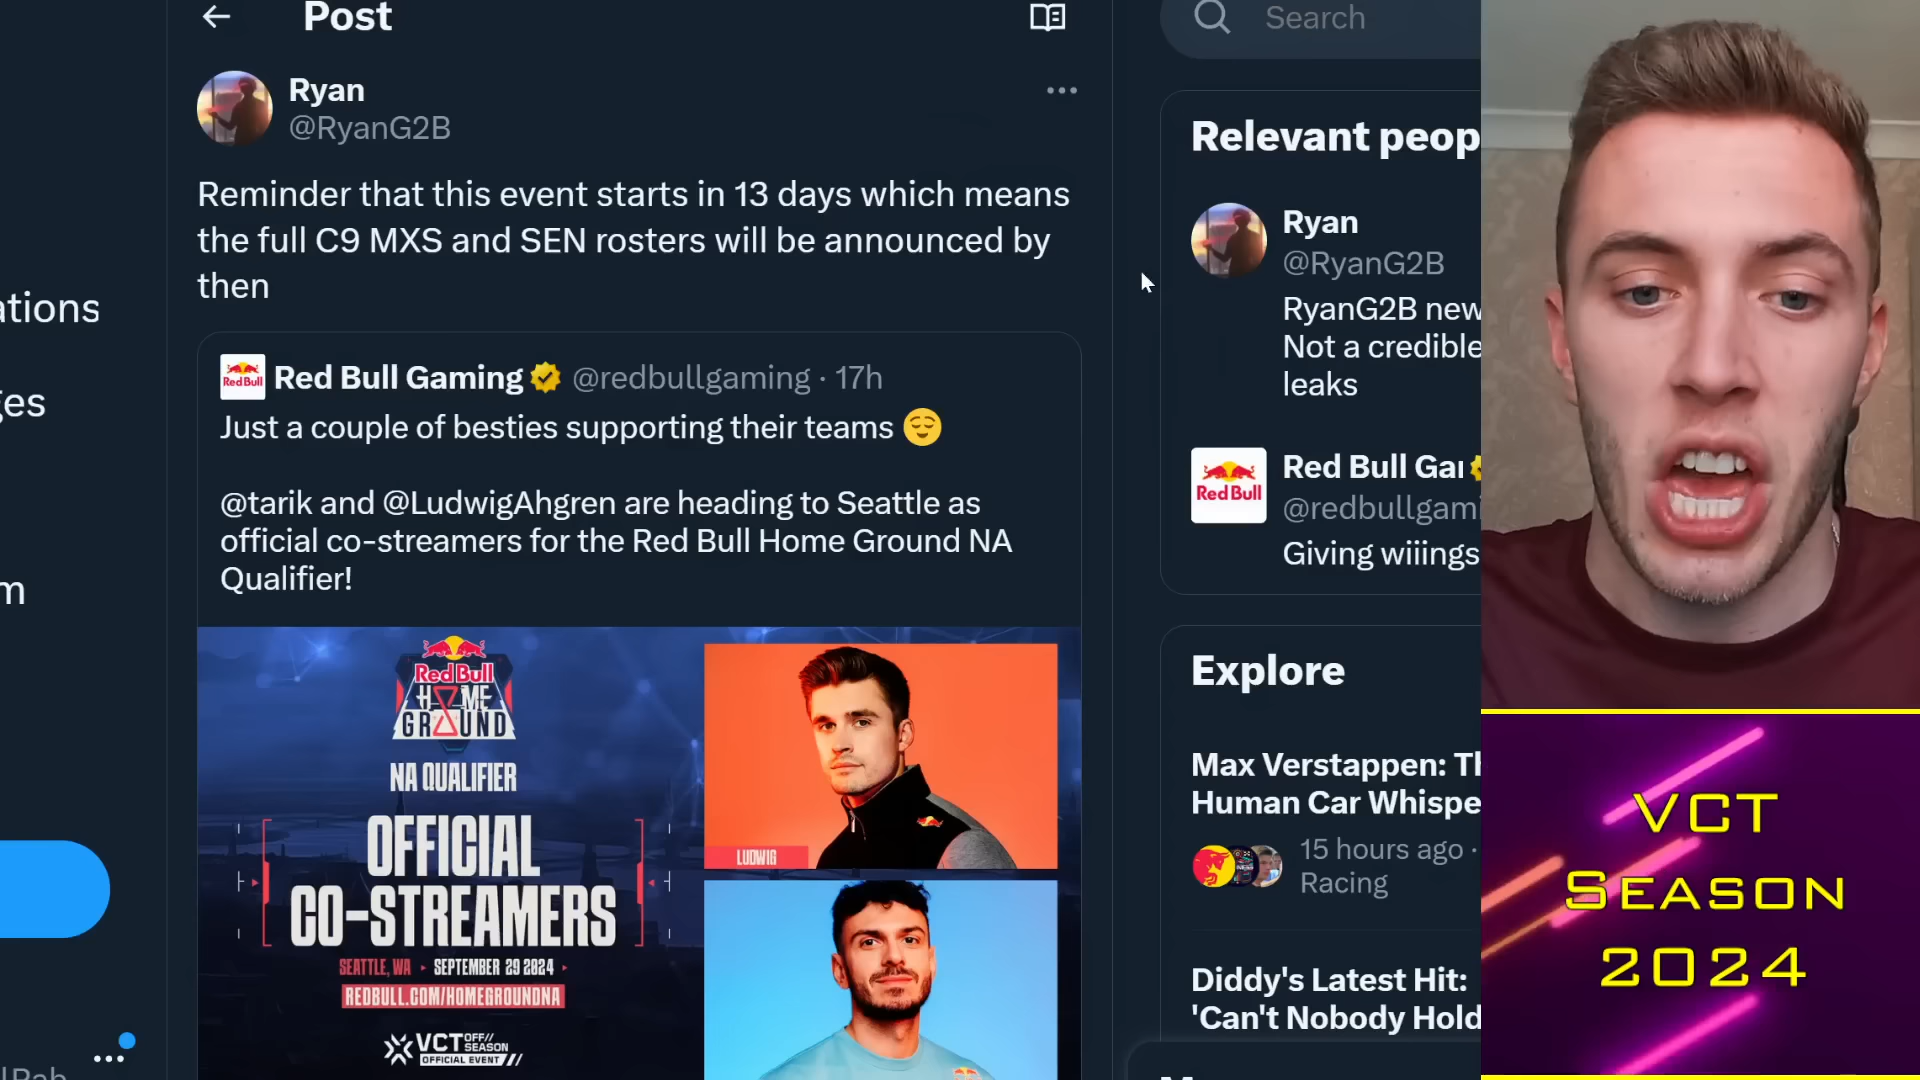 Post
Search
Ryan
@RyanG2B
Reminder that this event starts in 13 days which means
the full C9 MXS and SEN rosters will be announced by
then
Red Bull Gaming @redbullgaming · 17h
Just a couple of besties supporting their teams 😌
@tarik and @LudwigAhgren are heading to Seattle as
official co-streamers for the Red Bull Home Ground NA
Qualifier!
Red Bull
HOME
GROUND
NA QUALIFIER
OFFICIAL
CO-STREAMERS
SEATTLE, WA ▸ SEPTEMBER 29 2024 ▸
REDBULL.COM/HOMEGROUNDNA
VCT OFF//
SEASON
OFFICIAL EVENT //
LUDWIG
Relevant peop
Ryan
@RyanG2B
RyanG2B new
Not a credible
leaks
Red Bull
Red Bull Gar
@redbullgami
Giving wiiings
Explore
Max Verstappen: Th
Human Car Whispe
15 hours ago ·
Racing
Diddy's Latest Hit:
'Can't Nobody Hold
ations
ges
m
VCT
SEASON
2024